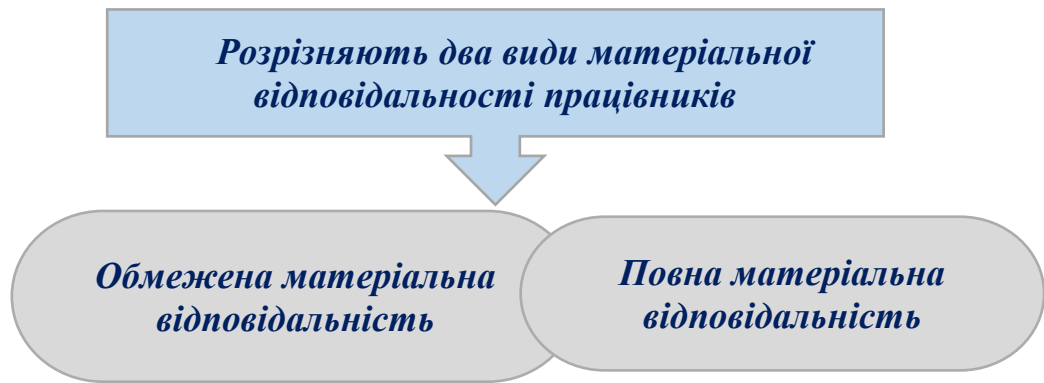 Розрізняють два види матеріальної
відповідальності працівників
Обмежена матеріальна
відповідальність
Повна матеріальна
відповідальність